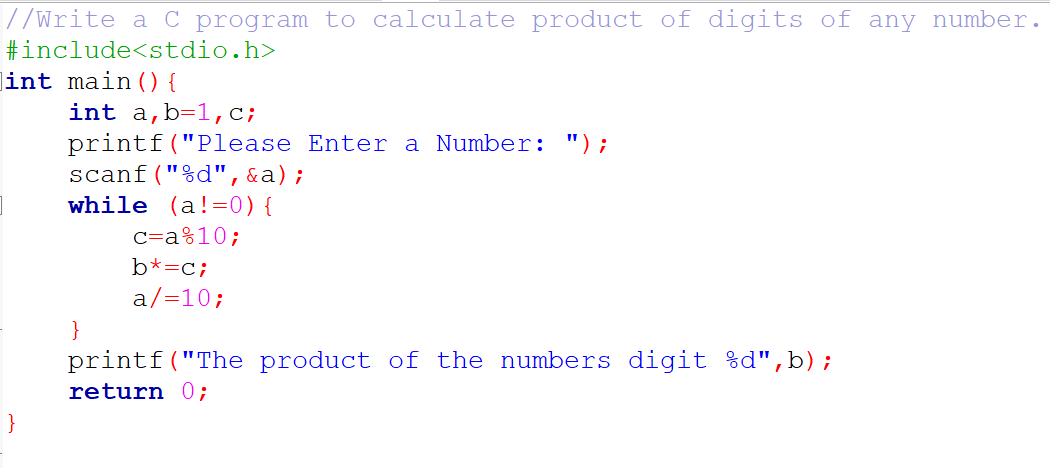 //Write a C program to calculate product of digits of any number.
#include<stdio.h>
int main(){
    int a,b=1,c;
    printf("Please Enter a Number: ");
    scanf("%d",&a);
    while (a!=0){
        c=a%10;
        b*=c;
        a/=10;
    }
    printf("The product of the numbers digit %d",b);
    return 0;
}